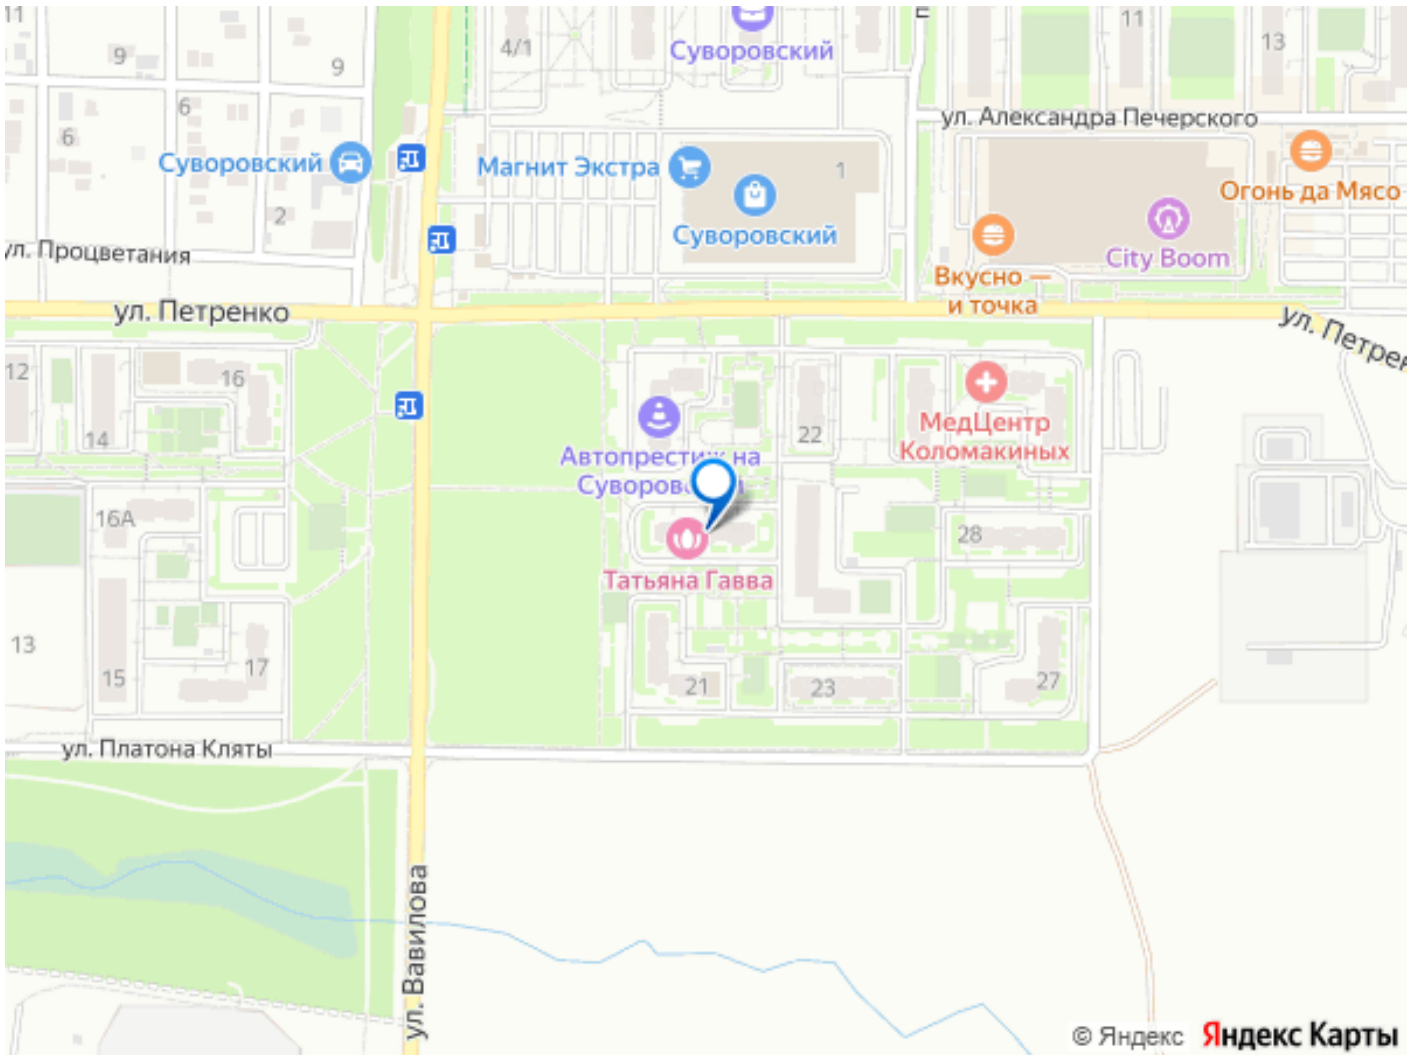 11
9
9
6
6
2
4/1
Суворовский
11
13
ул. Александра Печерского
Суворовский
Магнит Экстра
1
Суворовский
Огонь да Мясо
City Boom
Вкусно —
и точка
ул. Процветания
ул. Петренко
12
16
14
22
МедЦентр
Коломакиных
Автопрестиж на
16А
28
Татьяна Гавва
13
15
17
21
23
27
ул. Платона Кляты
ул. Вавилова
© Яндекс Яндекс Карты